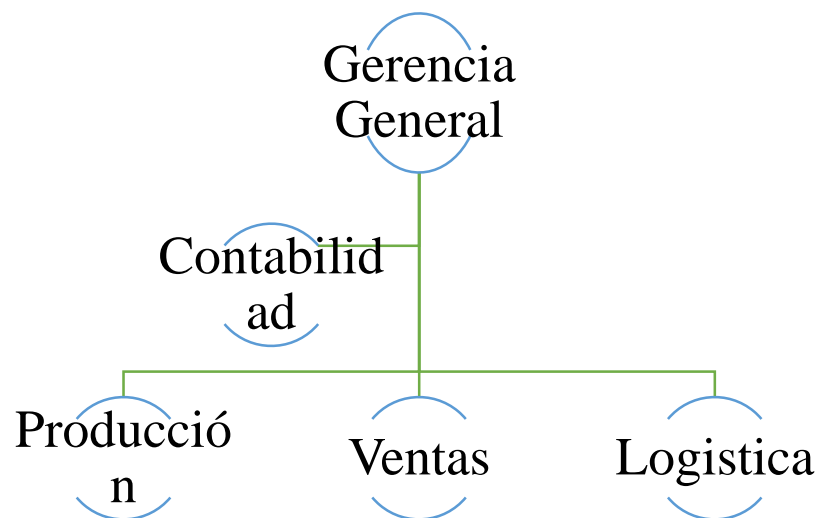 Gerencia
General
Contabilid
ad
Producció
n
Ventas
Logistica